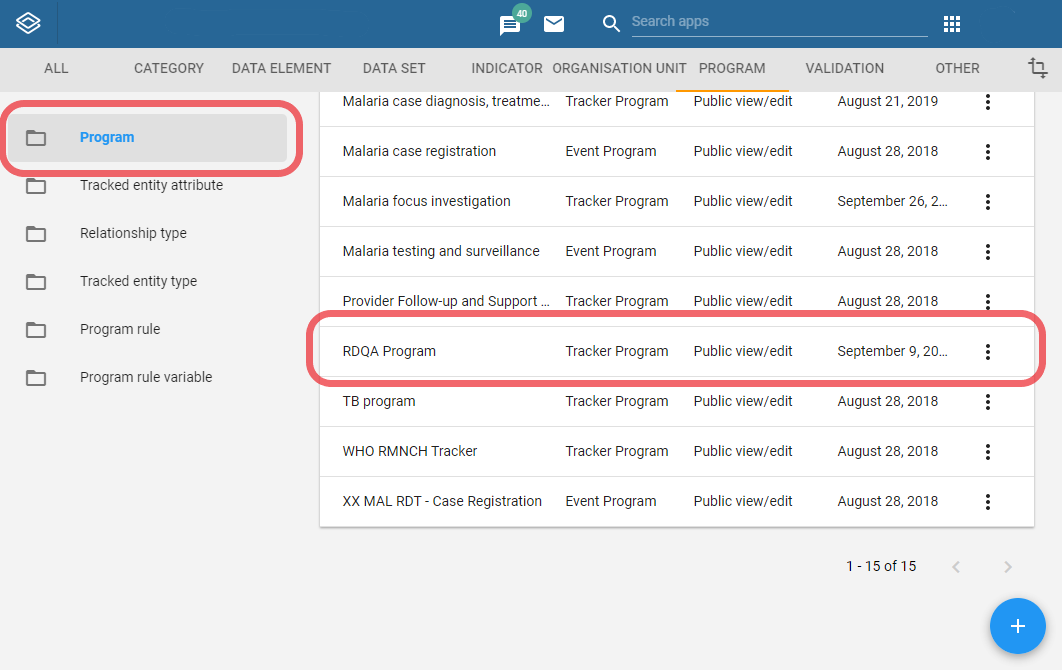 40
Search apps
ALL CATEGORY DATA ELEMENT DATA SET INDICATOR ORGANISATION UNIT PROGRAM VALIDATION OTHER
Program
Tracked entity attribute
Relationship type
Tracked entity type
Program rule
Program rule variable
Malaria case diagnosis, treatme... Tracker Program Public view/edit August 21, 2019
Malaria case registration Event Program Public view/edit August 28, 2018
Malaria focus investigation Tracker Program Public view/edit September 26, 2...
Malaria testing and surveillance Event Program Public view/edit August 28, 2018
Provider Follow-up and Support ... Tracker Program Public view/edit August 28, 2018
RDQA Program Tracker Program Public view/edit September 9, 20...
TB program Tracker Program Public view/edit August 28, 2018
WHO RMNCH Tracker Tracker Program Public view/edit August 28, 2018
XX MAL RDT - Case Registration Event Program Public view/edit August 28, 2018
1 - 15 of 15